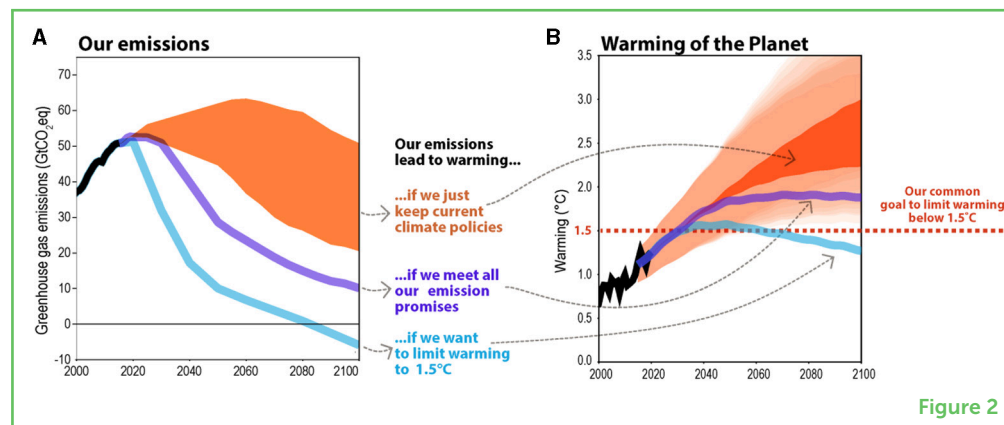 A
Our emissions
Greenhouse gas emissions (GtCO2eq)
70
60
50
40
30
20
10
0
-10
2000
2020
2040
2060
2080
2100
Our emissions
lead to warming...
...if we just
keep current
climate policies
...if we meet all
our emission
promises
...if we want
to limit warming
to 1.5°C
B
Warming of the Planet
Warming (°C)
3.5
3.0
2.5
2.0
1.5
1.0
0.5
0.0
2000
2020
2040
2060
2080
2100
Our common
goal to limit warming
below 1.5°C
Figure 2